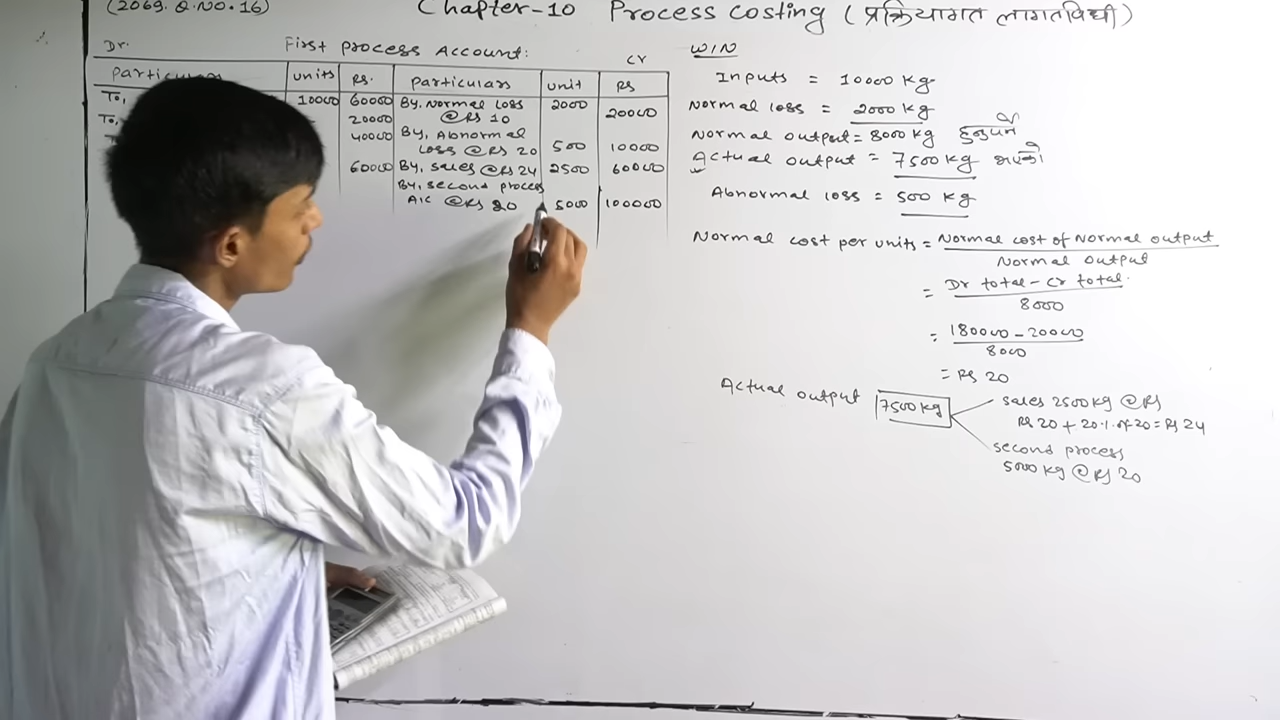 (2069. Q.NO.16)
Chapter-10 Process Costing (प्रक्रियागत लागतविधी)
Dr. First process Account: Cr
particulars units Rs. particulars unit Rs
To, 10000 60000 By, Normal Loss 2000
@Rs 10 20000
To, 20000
40000 By, Abnormal
loss @Rs 20 500 10000
60000 By, sales @Rs 24 2500 60000
By, second process
A/C @Rs 20 5000 100000
W/N
Inputs = 10000 kg
Normal loss = 2000 kg
Normal output = 8000 kg
Actual output = 7500 kg
Abnormal loss = 500 kg
Normal cost per units = Normal cost of Normal output
Normal output
= Dr total - Cr total
8000
= 180000 - 20000
8000
= Rs 20
Actual output 7500 kg
sales 2500 kg @Rs
Rs 20 + 20% of 20 = Rs 24
second process
5000 kg @Rs 20